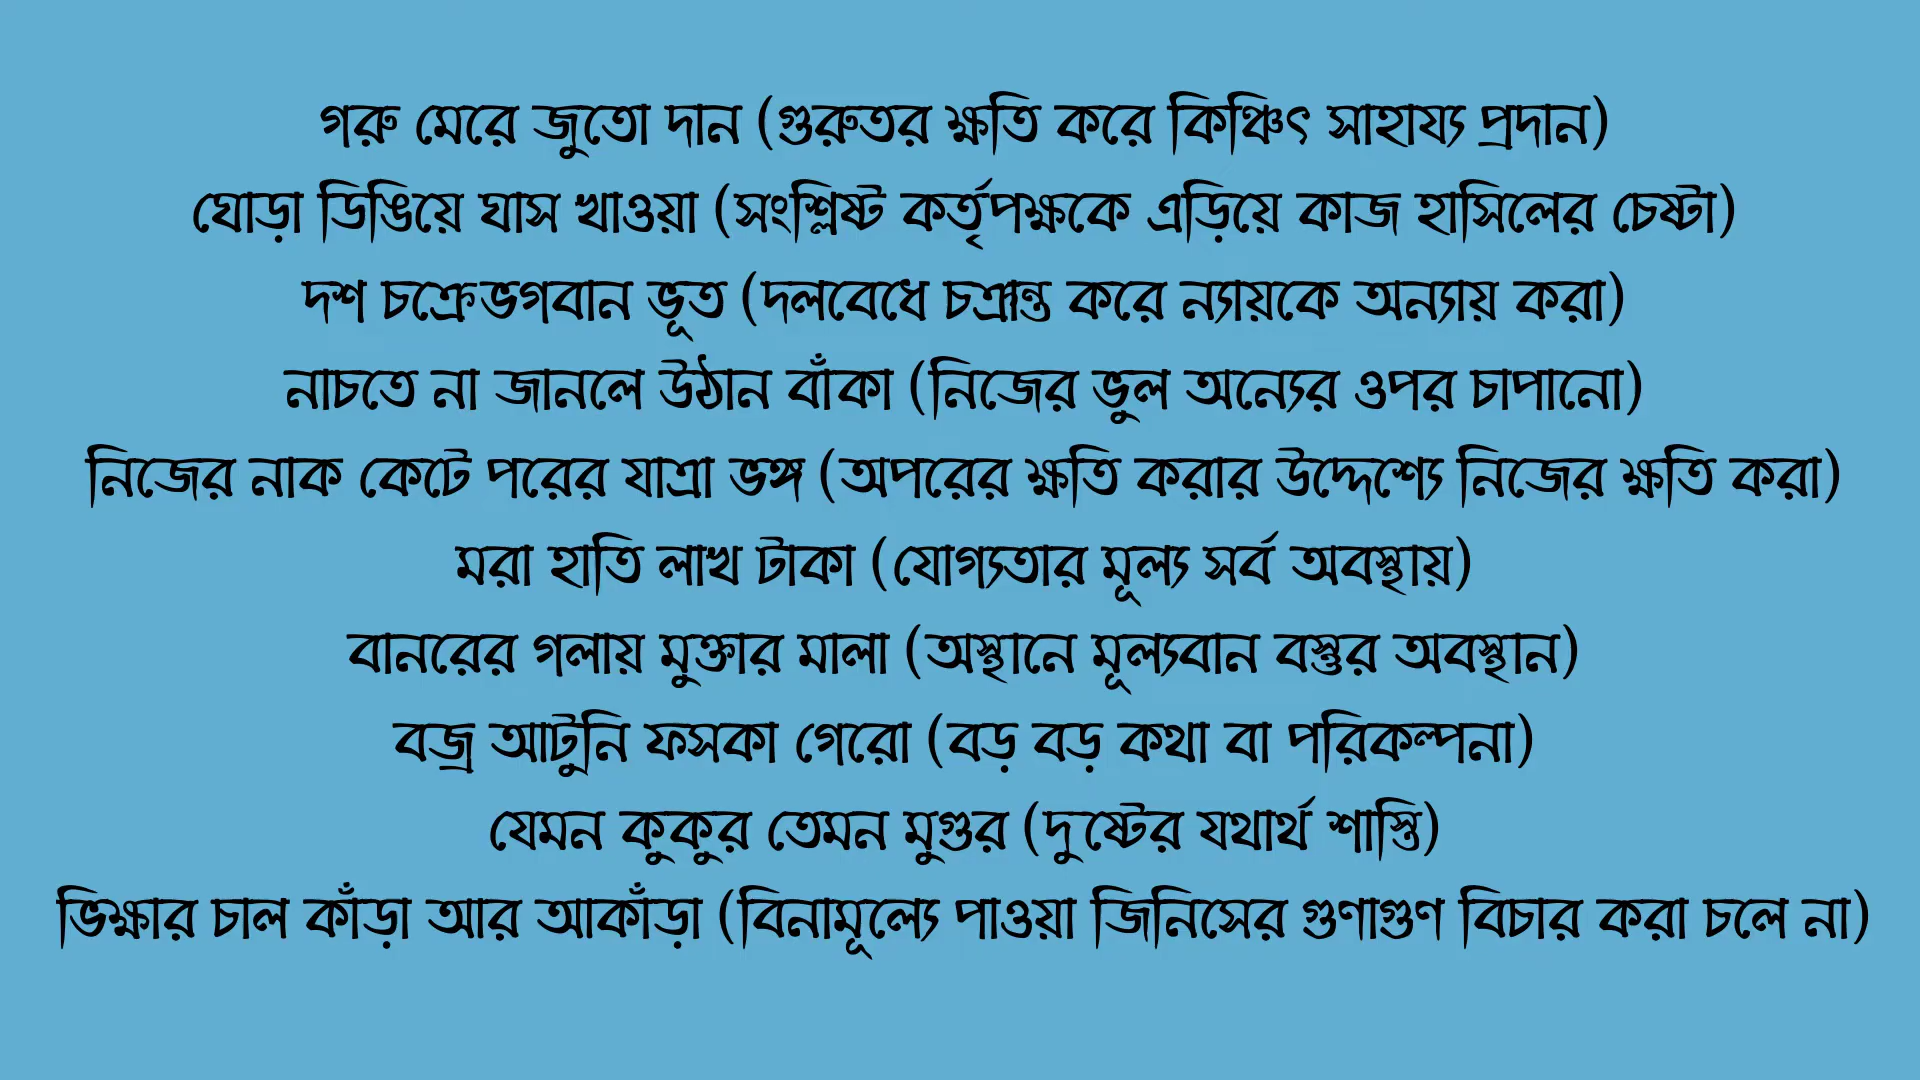 গরু মেরে জুতো দান (গুরুতর ক্ষতি করে কিঞ্চিৎ সাহায্য প্রদান)
ঘোড়া ডিঙিয়ে ঘাস খাওয়া (সংশ্লিষ্ট কর্তৃপক্ষকে এড়িয়ে কাজ হাসিলের চেষ্টা)
দশ চক্রেভগবান ভূত (দলবেধে চক্রান্ত করে ন্যায়কে অন্যায় করা)
নাচতে না জানলে উঠান বাঁকা (নিজের ভুল অন্যের ওপর চাপানো)
নিজের নাক কেটে পরের যাত্রা ভঙ্গ (অপরের ক্ষতি করার উদ্দেশ্যে নিজের ক্ষতি করা)
মরা হাতি লাখ টাকা (যোগ্যতার মূল্য সর্ব অবস্থায়)
বানরের গলায় মুক্তার মালা (অস্থানে মূল্যবান বস্তুর অবস্থান)
বজ্র আটুনি ফসকা গেরো (বড় বড় কথা বা পরিকল্পনা)
যেমন কুকুর তেমন মুগুর (দুষ্টের যথার্থ শাস্তি)
ভিক্ষার চাল কাঁড়া আর আকাঁড়া (বিনামূল্যে পাওয়া জিনিসের গুণাগুণ বিচার করা চলে না)